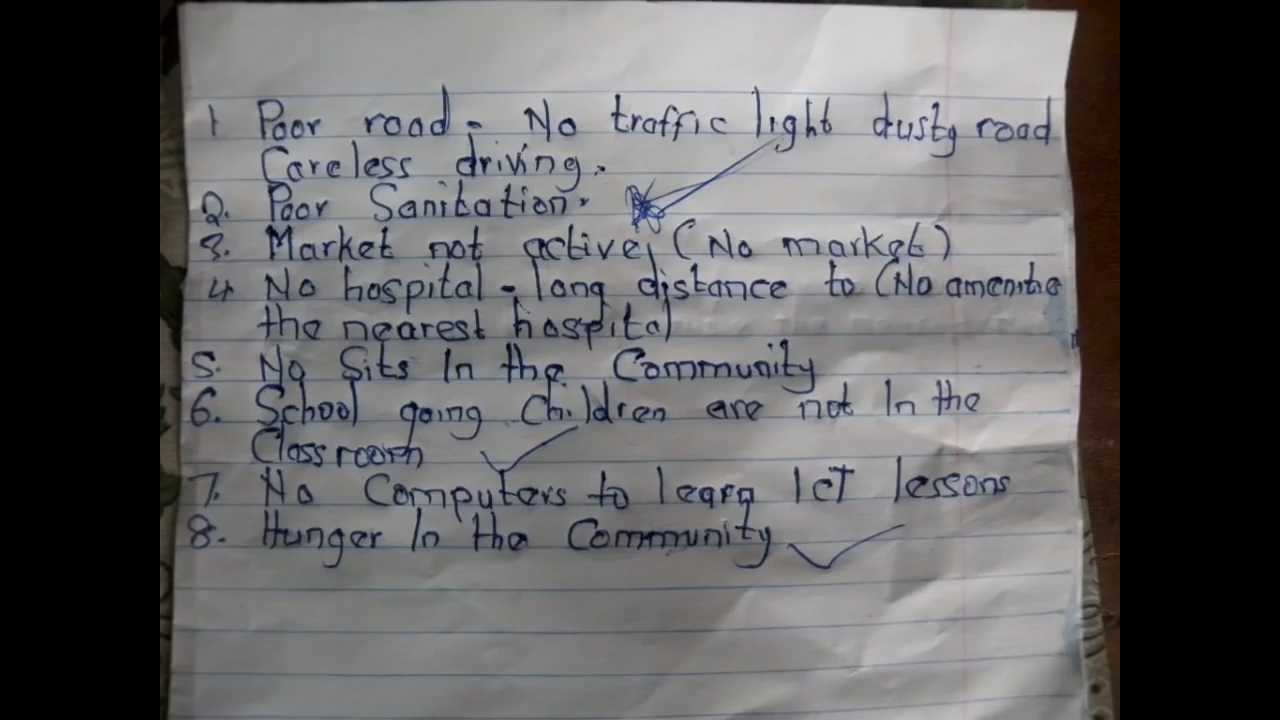 1 Poor road - No traffic light dusty road
Careless driving.
2. Poor Sanitation.
3. Market not active, (No market)
4 No hospital - long distance to (No amenitie
the nearest hospital
5. No Sits In the Community
6. School going Children are not In the
Classroom
7. No Computers to learn IcT lessons
8. Hunger In the Community